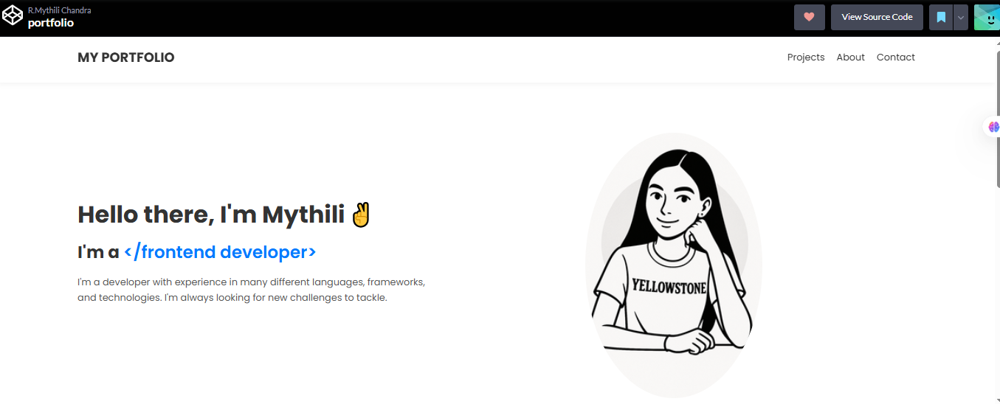 R.Mythili Chandra
portfolio
View Source Code
MY PORTFOLIO
Projects About Contact
Hello there, I'm Mythili ✌
I'm a </frontend developer>
I'm a developer with experience in many different languages, frameworks,
and technologies. I'm always looking for new challenges to tackle.
YELLOWSTONE